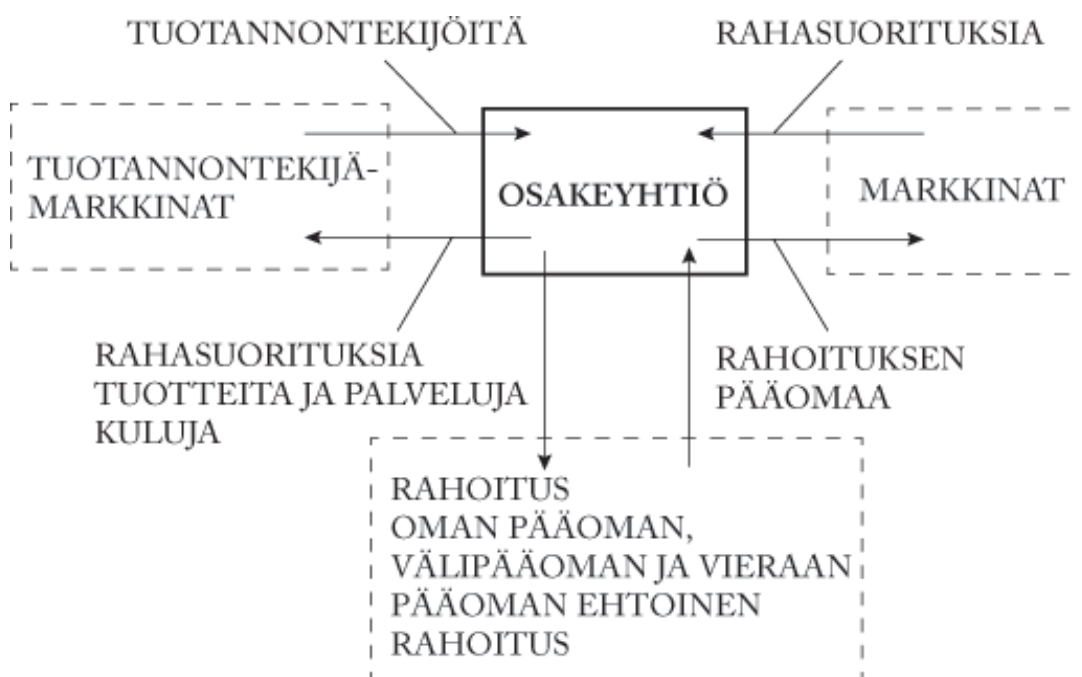 TUOTANNONTEKIJÖITÄ
RAHASUORITUKSIA
TUOTANNONTEKIJÄ-
MARKKINAT
OSAKEYHTIÖ
MARKKINAT
RAHASUORITUKSIA
TUOTTEITA JA PALVELUJA
KULUJA
RAHOITUKSEN
PÄÄOMAA
RAHOITUS
OMAN PÄÄOMAN,
VÄLIPÄÄOMAN JA VIERAAN
PÄÄOMAN EHTOINEN
RAHOITUS